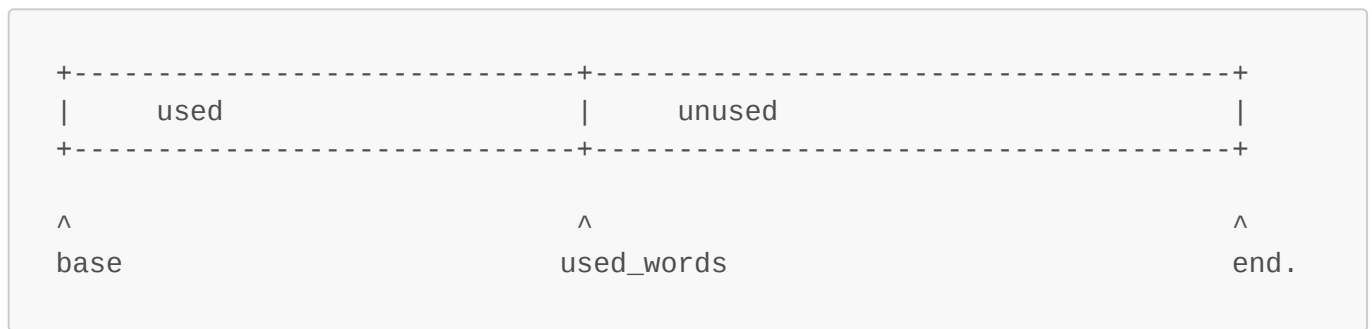 +------------------------------+--------------------------------------+
|     used                     |     unused                           |
+------------------------------+--------------------------------------+
^                              ^                                      ^
base                          used_words                              end.